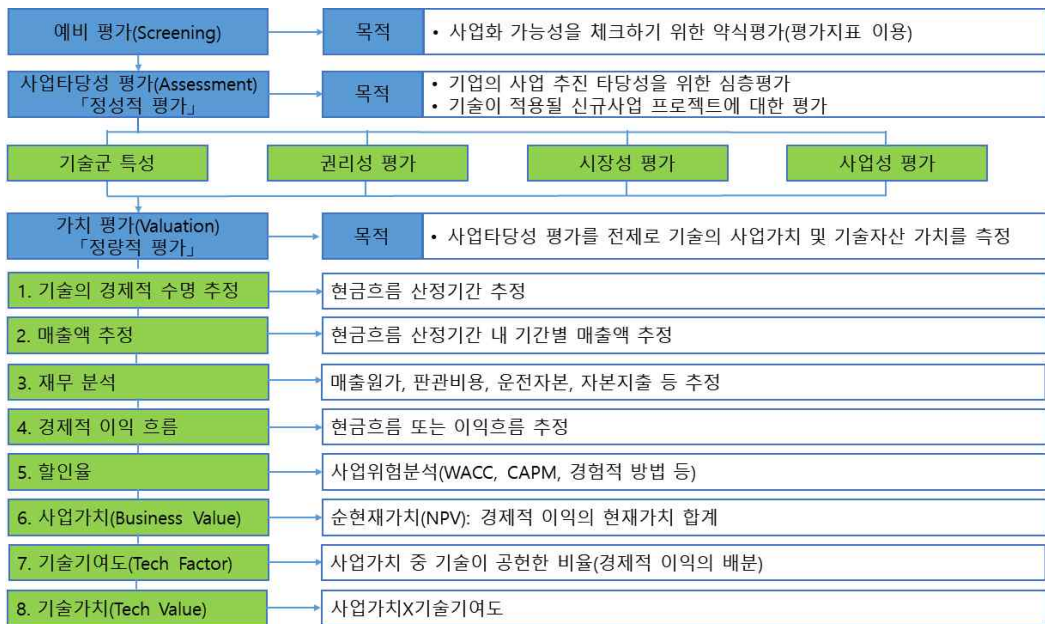 예비 평가(Screening)
목적
• 사업화 가능성을 체크하기 위한 약식평가(평가지표 이용)
사업타당성 평가(Assessment)
「정성적 평가」
목적
• 기업의 사업 추진 타당성을 위한 심층평가
• 기술이 적용될 신규사업 프로젝트에 대한 평가
기술군 특성
권리성 평가
시장성 평가
사업성 평가
가치 평가(Valuation)
「정량적 평가」
목적
• 사업타당성 평가를 전제로 기술의 사업가치 및 기술자산 가치를 측정
1. 기술의 경제적 수명 추정
현금흐름 산정기간 추정
2. 매출액 추정
현금흐름 산정기간 내 기간별 매출액 추정
3. 재무 분석
매출원가, 판관비용, 운전자본, 자본지출 등 추정
4. 경제적 이익 흐름
현금흐름 또는 이익흐름 추정
5. 할인율
사업위험분석(WACC, CAPM, 경험적 방법 등)
6. 사업가치(Business Value)
순현재가치(NPV): 경제적 이익의 현재가치 합계
7. 기술기여도(Tech Factor)
사업가치 중 기술이 공헌한 비율(경제적 이익의 배분)
8. 기술가치(Tech Value)
사업가치X기술기여도